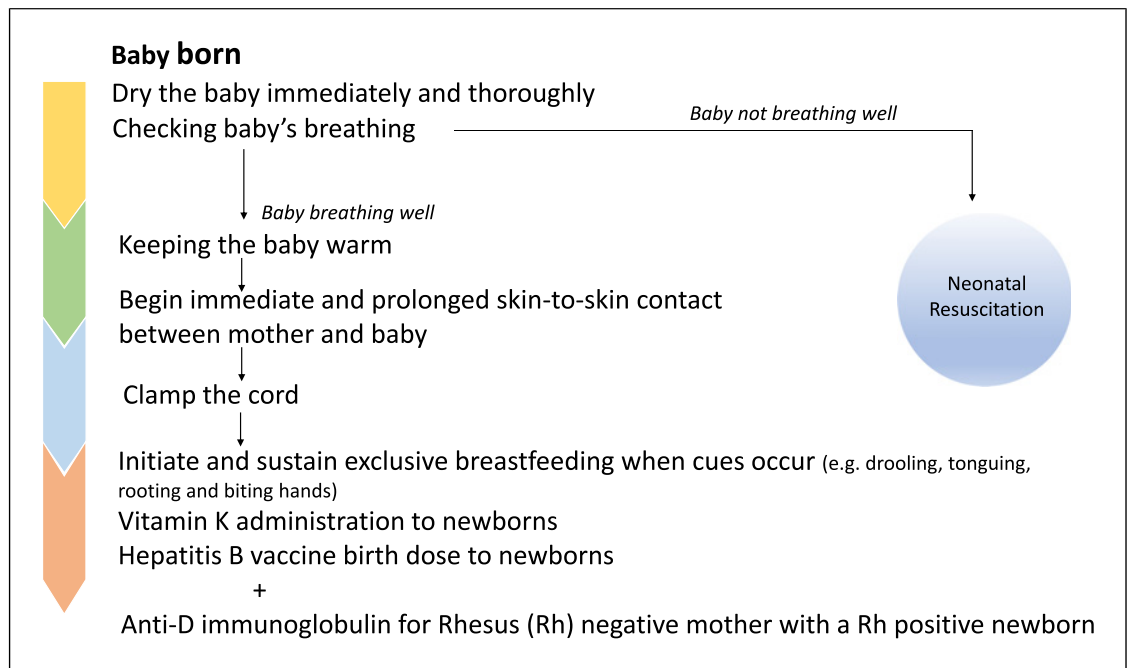 Baby born
Dry the baby immediately and thoroughly
Checking baby's breathing
Baby not breathing well
Baby breathing well
Keeping the baby warm
Begin immediate and prolonged skin-to-skin contact
between mother and baby
Neonatal
Resuscitation
Clamp the cord
Initiate and sustain exclusive breastfeeding when cues occur (e.g. drooling, tonguing,
rooting and biting hands)
Vitamin K administration to newborns
Hepatitis B vaccine birth dose to newborns
+
Anti-D immunoglobulin for Rhesus (Rh) negative mother with a Rh positive newborn